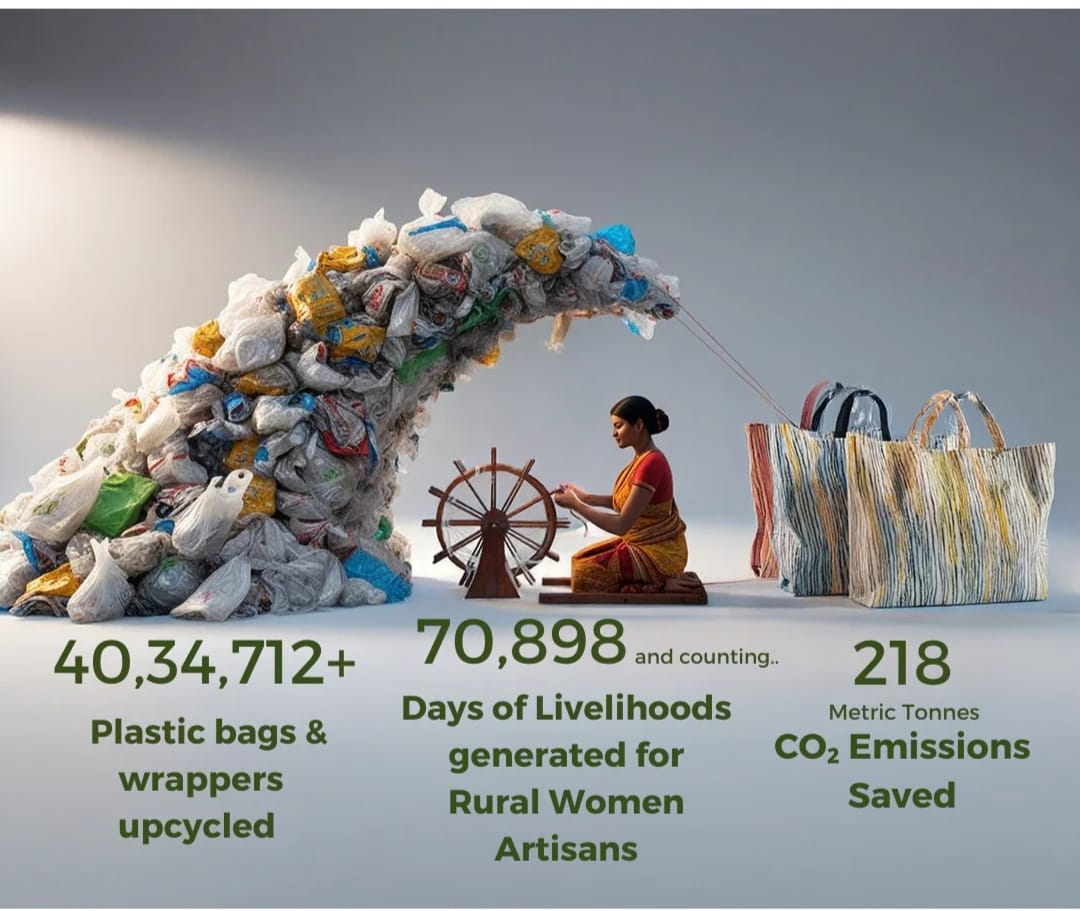 40,34,712+
Plastic bags &
wrappers
upcycled
70,898 and counting..
Days of Livelihoods
generated for
Rural Women
Artisans
218
Metric Tonnes
CO₂ Emissions
Saved